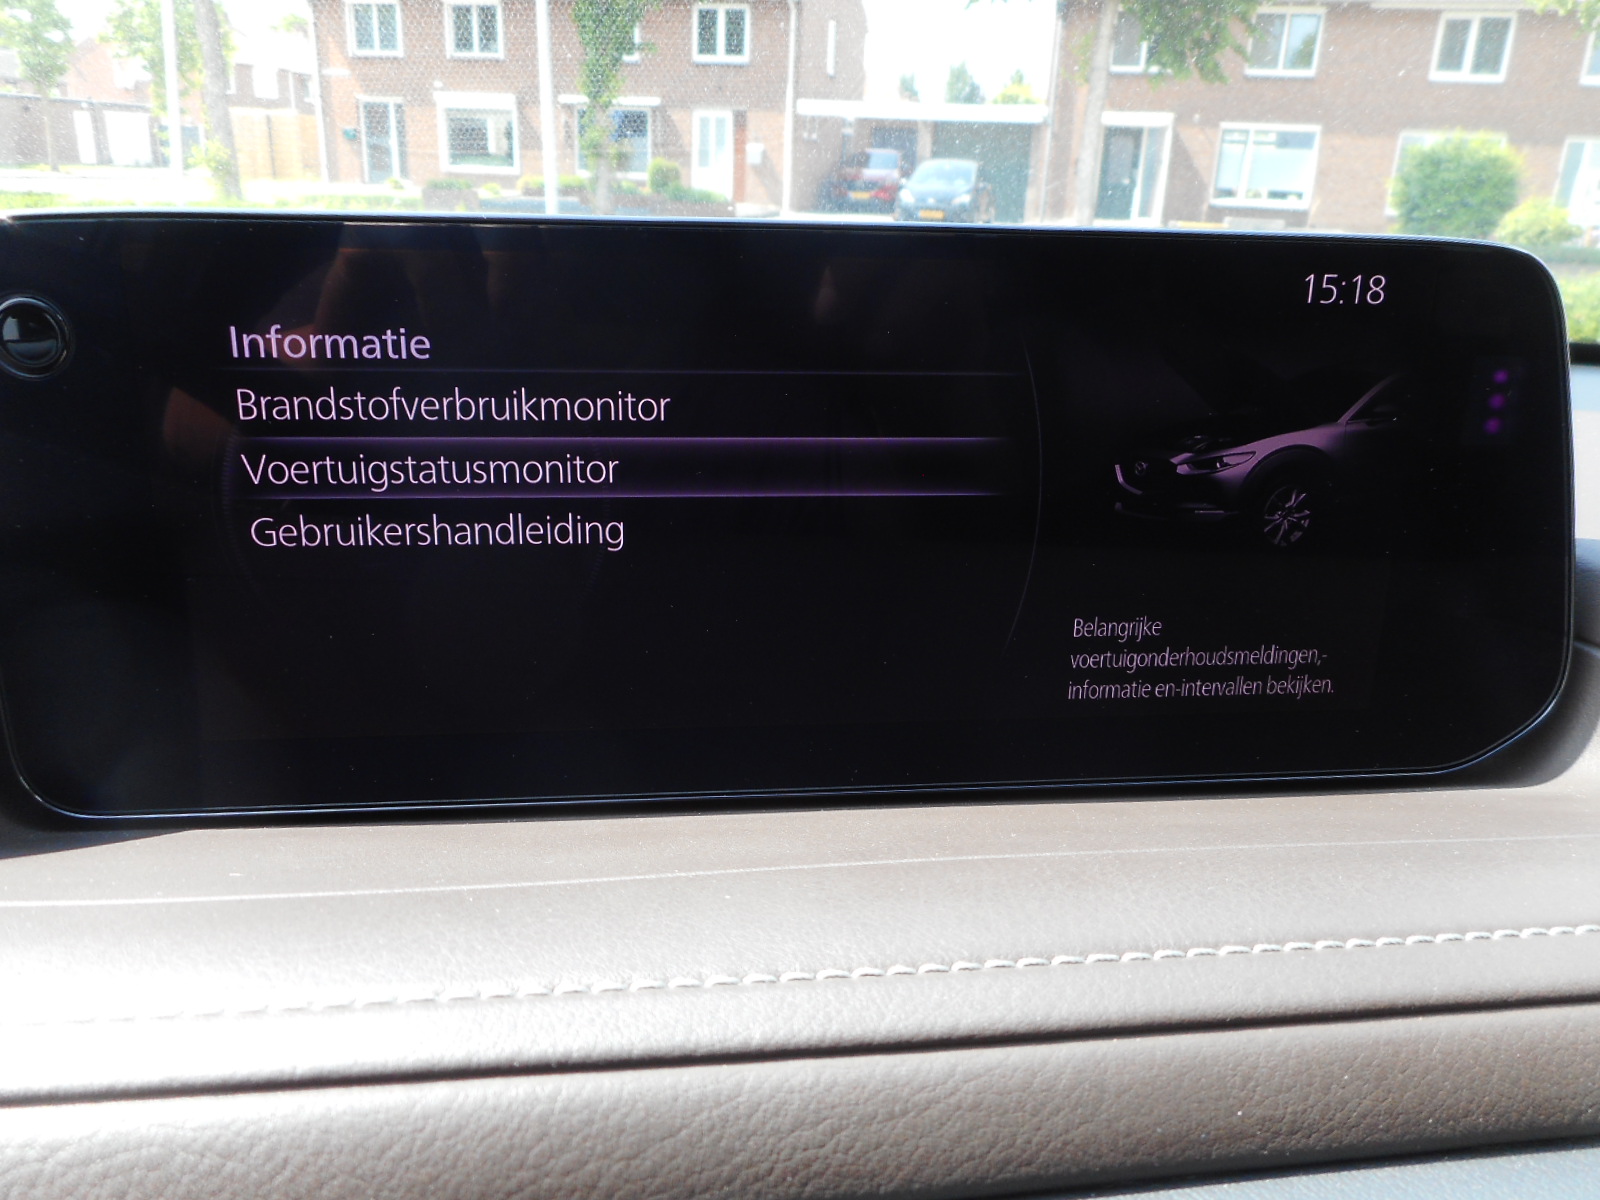 15:18
Informatie
Brandstofverbruikmonitor
Voertuigstatusmonitor
Gebruikershandleiding
Belangrijke
voertuigonderhoudsmeldingen,-
informatie en-intervallen bekijken.